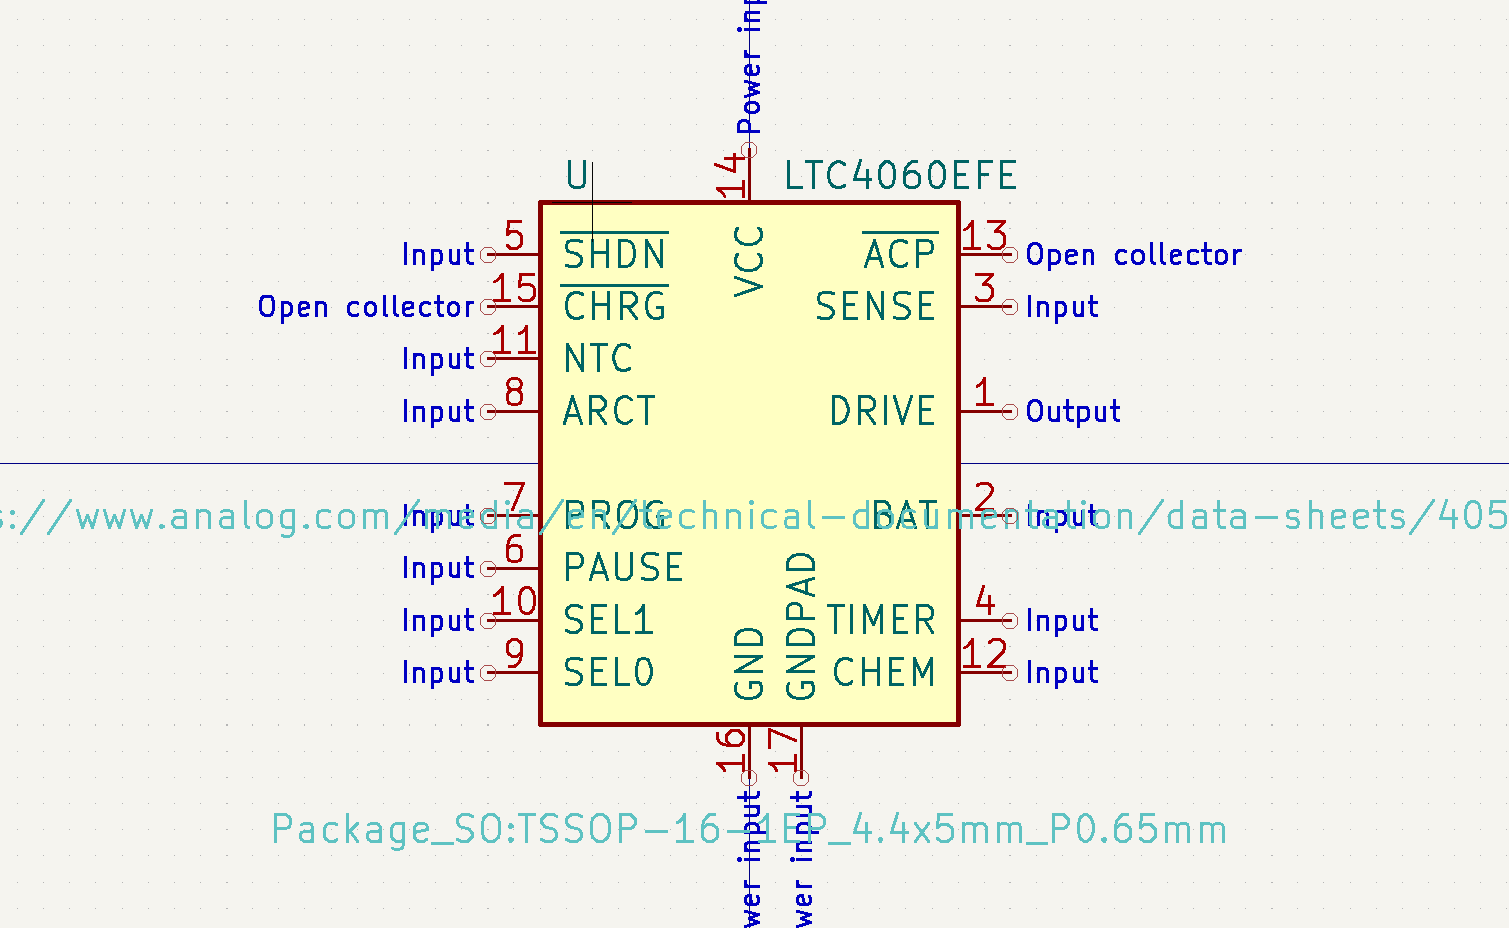 Power inp
14
U
LTC4060EFE
VCC
Input 5 SHDN
ACP 13 Open collector
Open collector 15 CHRG
SENSE 3 Input
Input 11 NTC
Input 8 ARCT
DRIVE 1 Output
Input 7 PROG
BAT 2 Input
s://www.analog.com/media/en/technical-documentation/data-sheets/405
Input 6 PAUSE
Input 10 SEL1
TIMER 4 Input
Input 9 SEL0
CHEM 12 Input
GND
GNDPAD
16
17
wer input
wer input
Package_SO:TSSOP-16-1EP_4.4x5mm_P0.65mm